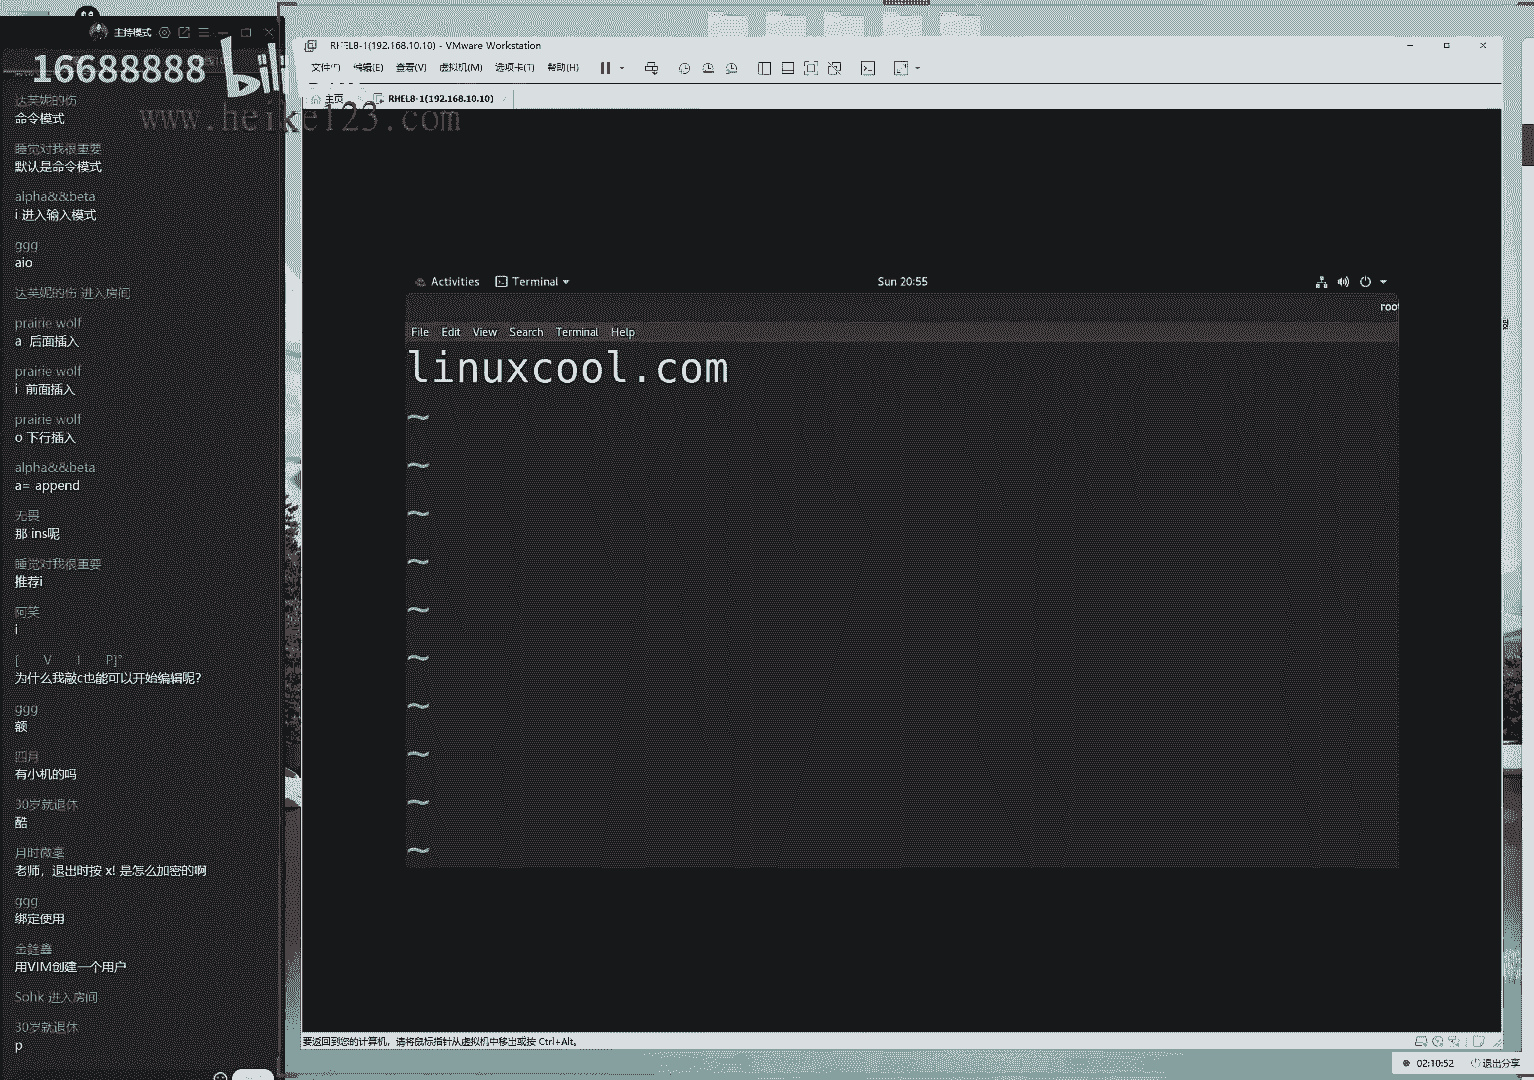 主持模式
16688888
bili
www.heike123.com
达芙妮的伤
命令模式
睡觉对我很重要
默认是命令模式
alpha&&beta
i 进入输入模式
ggg
aio
达芙妮的伤 进入房间
prairie wolf
a 后面插入
prairie wolf
i 前面插入
prairie wolf
o 下行插入
alpha&&beta
a= append
无畏
那 ins呢
睡觉对我很重要
推荐i
阿笑
i
[ V I P]°
为什么我敲c也能可以开始编辑呢?
ggg
额
四月
有小机的吗
30岁就退休
酷
月时微毫
老师，退出时按 x! 是怎么加密的啊
ggg
绑定使用
金銓鑫
用VIM创建一个用户
Sohk 进入房间
30岁就退休
p
RHEL8-1(192.168.10.10) - VMware Workstation
文件(F) 编辑(E) 查看(V) 虚拟机(M) 选项卡(T) 帮助(H)
主页 RHEL8-1(192.168.10.10)
Activities Terminal Sun 20:55
root
File Edit View Search Terminal Help
linuxcool.com
~
~
~
~
~
~
~
~
~
~
要返回到您的计算机，请将鼠标指针从虚拟机中移出或按 Ctrl+Alt。
02:10:52 退出分享